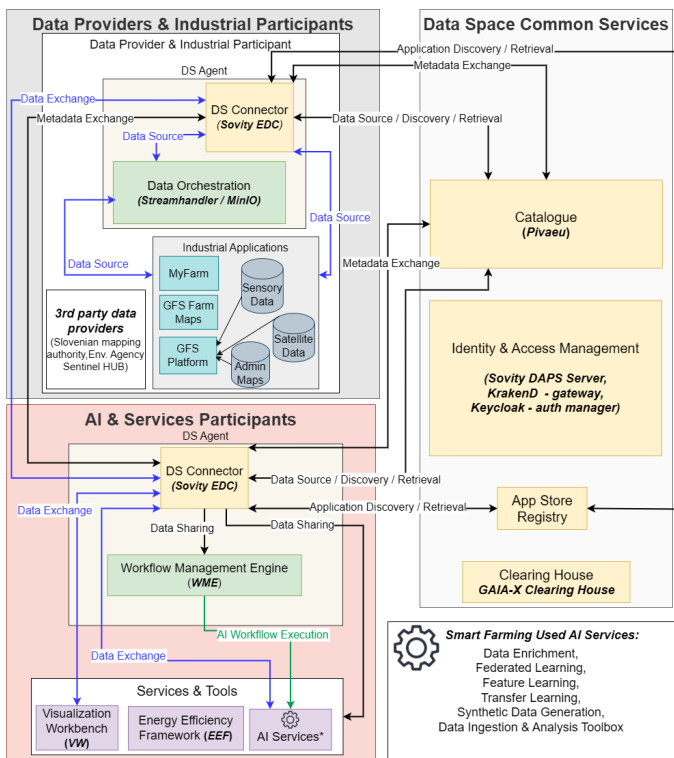 Data Providers & Industrial Participants
Data Provider & Industrial Participant
DS Agent
DS Connector
(Sovity EDC)
Data Exchange
Metadata Exchange
Data Source
Data Orchestration
(Streamhandler / MinIO)
Data Source
Data Source
Industrial Applications
MyFarm
GFS Farm
Maps
GFS
Platform
Sensory
Data
Satellite
Data
Admin
Maps
3rd party data
providers
(Slovenian mapping
authority,Env. Agency
Sentinel HUB)
Application Discovery / Retrieval
Metadata Exchange
Data Source / Discovery / Retrieval
Metadata Exchange
Data Space Common Services
Catalogue
(Pivaeu)
Identity & Access Management
(Sovity DAPS Server,
KrakenD - gateway,
Keycloak - auth manager)
App Store
Registry
Clearing House
GAIA-X Clearing House
AI & Services Participants
DS Agent
DS Connector
(Sovity EDC)
Data Source / Discovery / Retrieval
Application Discovery / Retrieval
Data Exchange
Data Sharing
Data Sharing
Workflow Management Engine
(WME)
AI Workfllow Execution
Data Exchange
Services & Tools
Visualization
Workbench
(VW)
Energy Efficiency
Framework (EEF)
AI Services*
Smart Farming Used AI Services:
Data Enrichment,
Federated Learning,
Feature Learning,
Transfer Learning,
Synthetic Data Generation,
Data Ingestion & Analysis Toolbox